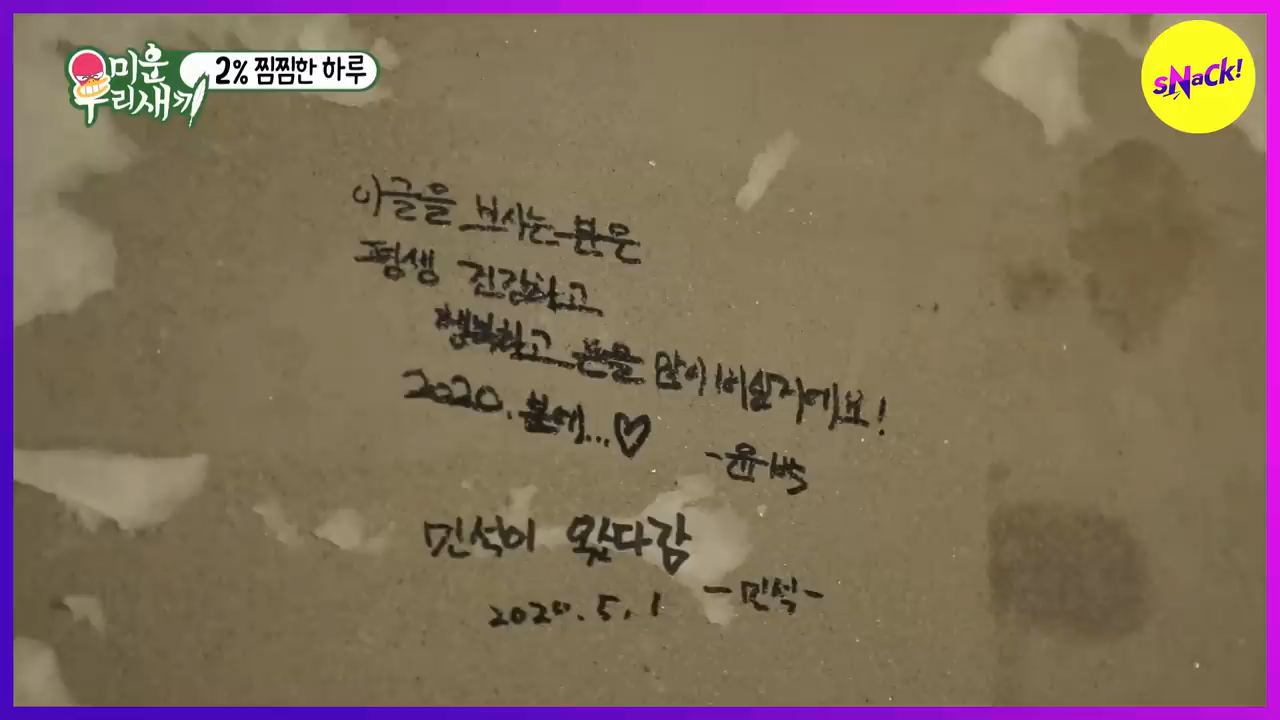 미운
우리새끼
2% 찜찜한 하루
sNaCK!
이글을 보시는 분은
평생 건강하고
행복하고 돈을 많이 버실거에요!
2020. 봄에...♡
-윤박
민석이 왔다감
-민석-
2020.5.1